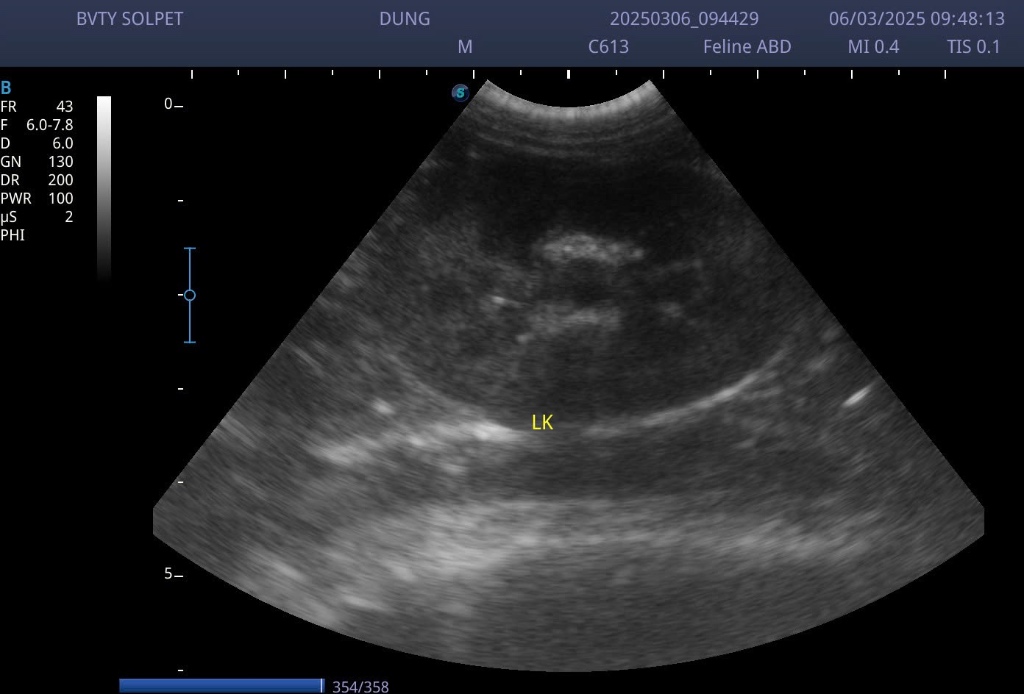 BVTY SOLPET DUNG 20250306_094429 06/03/2025 09:48:13
M C613 Feline ABD MI 0.4 TIS 0.1
B
FR 43
F 6.0-7.8
D 6.0
GN 130
DR 200
PWR 100
µS 2
PHI
S
0
LK
5
354/358